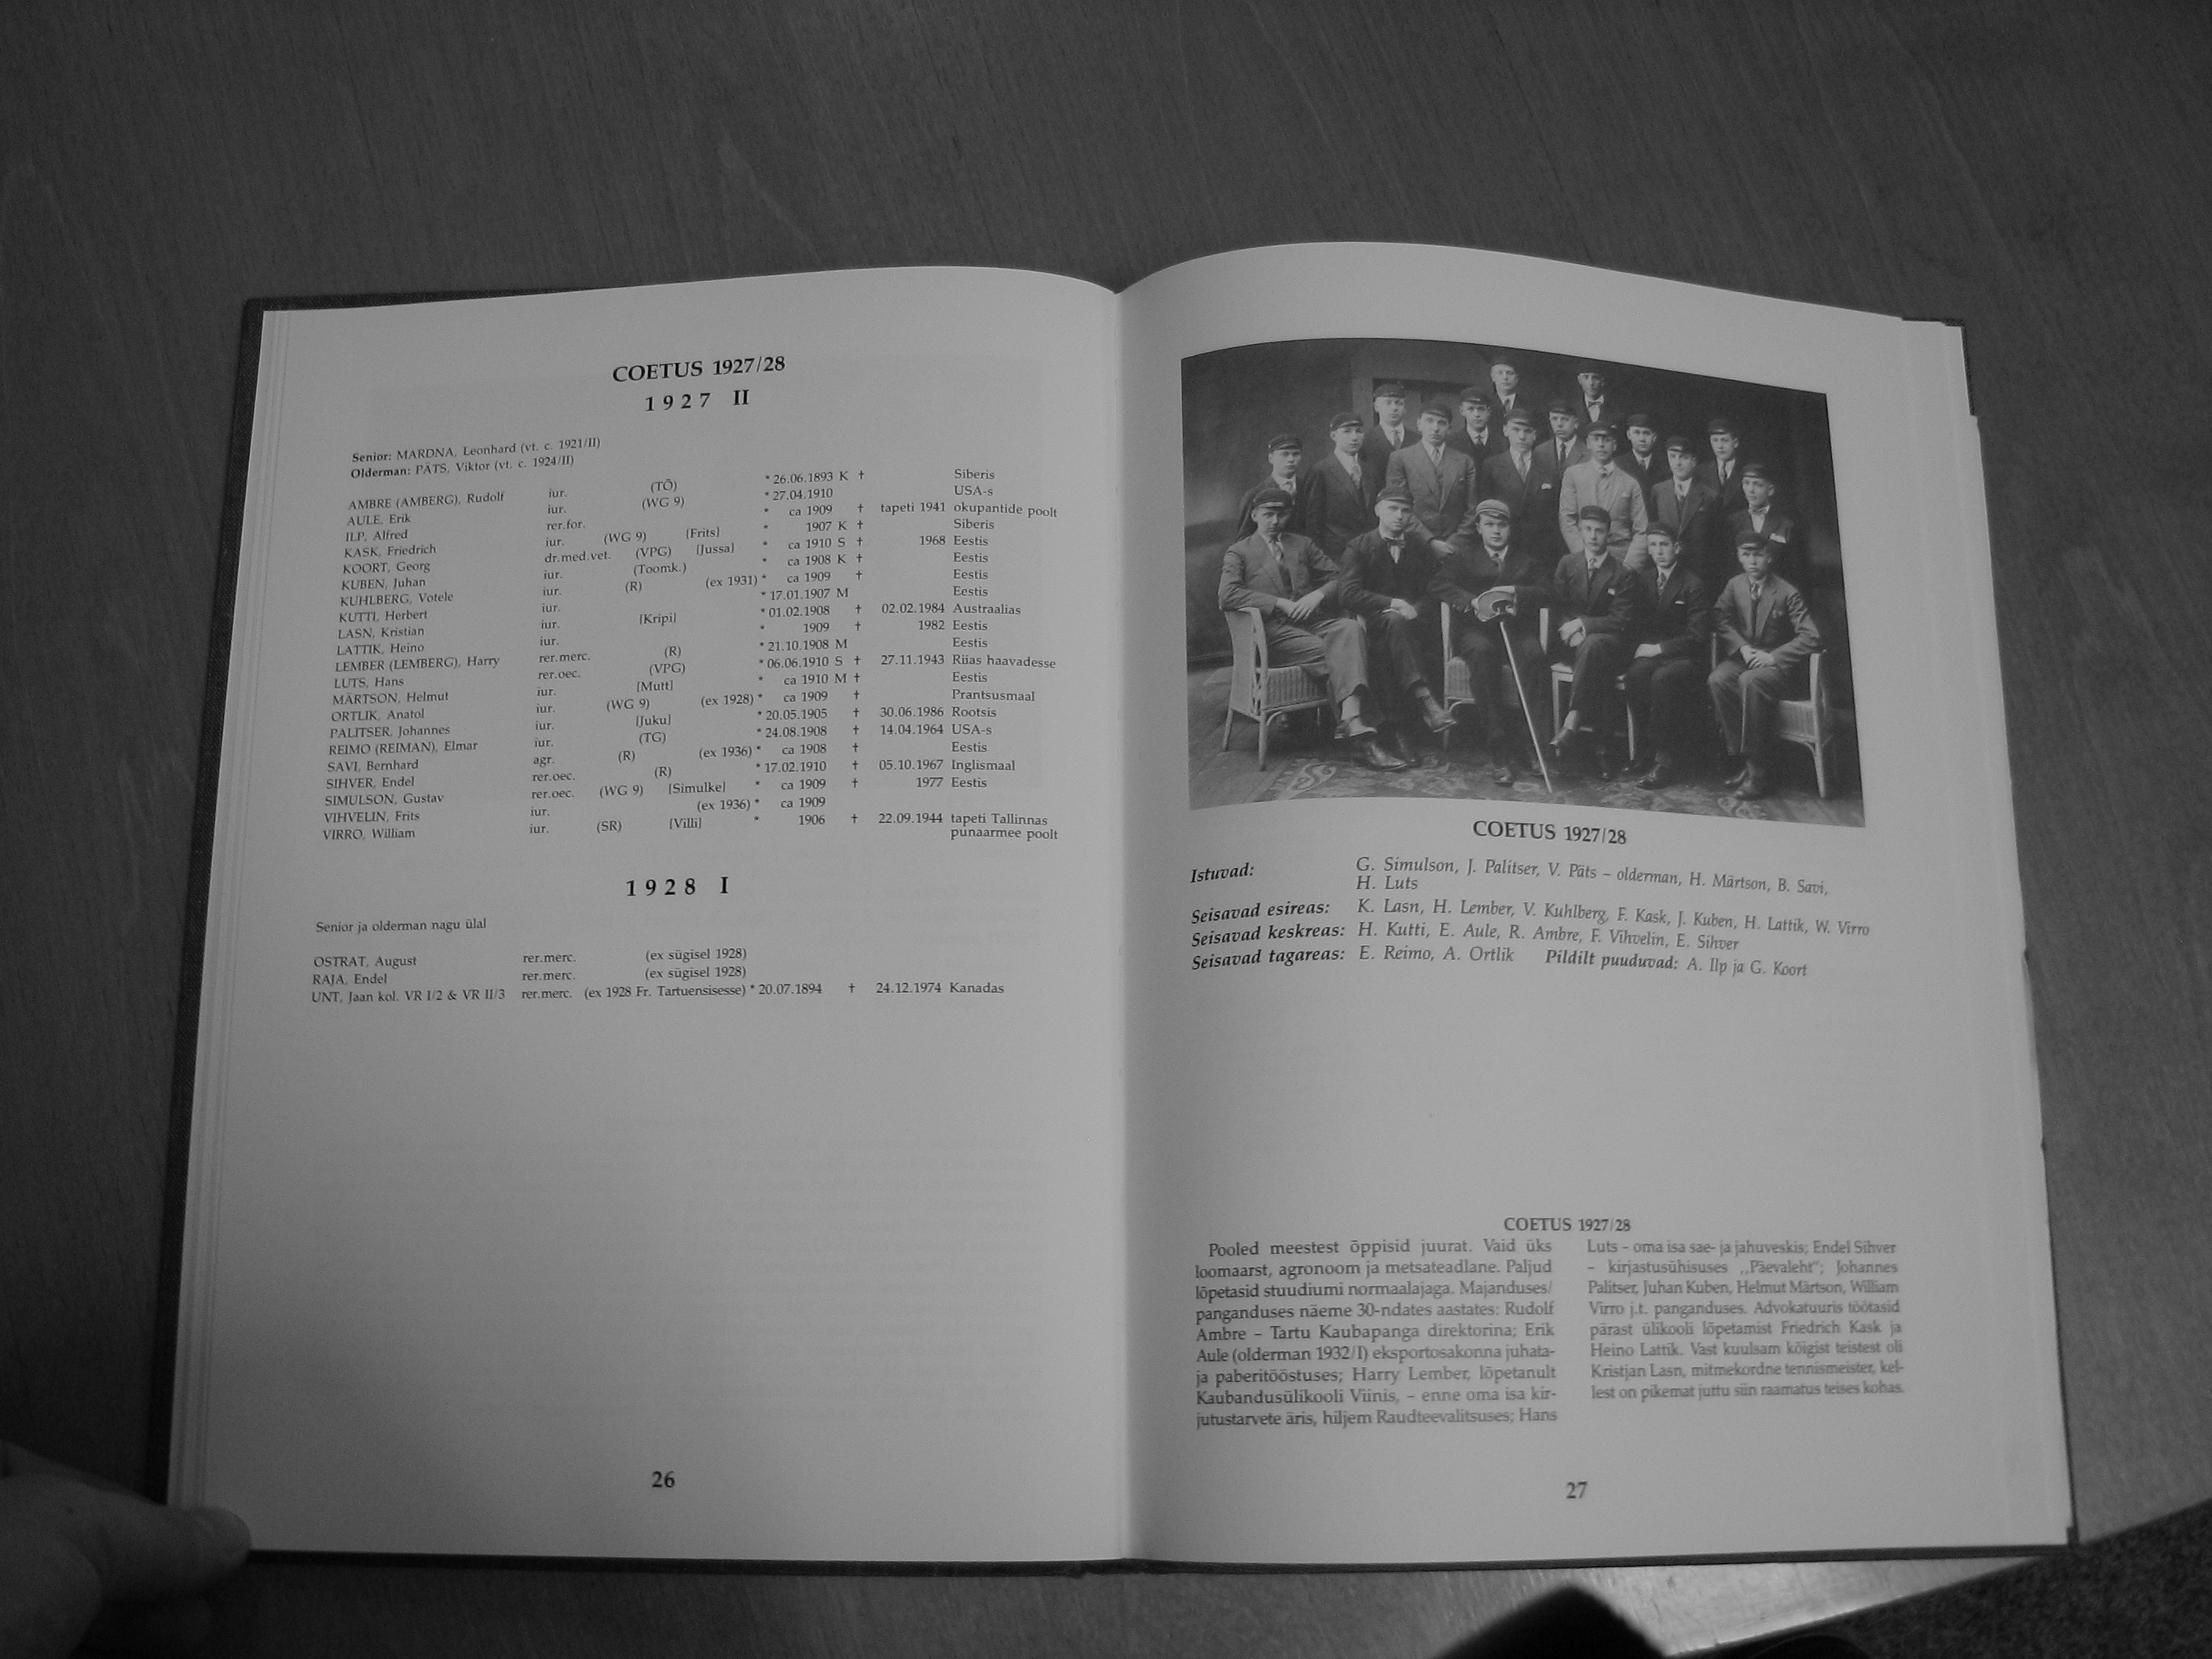 COETUS 1927/28
1927 II
Senior: MARDNA, Leonhard (vt. c. 1921/II)
Olderman: PÄTS, Viktor (vt. c. 1924/II)
AMBRE (AMBERG), Rudolf iur. (TÕ) * 26.06.1893 K † Siberis
AULE, Erik iur. (WG 9) * 27.04.1910 USA-s
ILP, Alfred rer.for. * ca 1909 † tapeti 1941 okupantide poolt
KASK, Friedrich iur. (WG 9) [Frits] * 1907 K † Siberis
KOORT, Georg dr.med.vet. (VPG) [Jussa] * ca 1910 S † 1968 Eestis
KUBEN, Juhan iur. (Toomk.) * ca 1908 K † Eestis
KUHLBERG, Votele iur. (R) (ex 1931) * ca 1909 † Eestis
KUTTI, Herbert iur. * 17.01.1907 M Eestis
LASN, Kristian iur. [Kripi] * 01.02.1908 † 02.02.1984 Austraalias
LATTIK, Heino iur. * 1909 † 1982 Eestis
LEMBER (LEMBERG), Harry rer.merc. (R) * 21.10.1908 M Eestis
LUTS, Hans rer.oec. (VPG) * 06.06.1910 S † 27.11.1943 Riias haavadesse
MÄRTSON, Helmut iur. [Mutt] * ca 1910 M † Eestis
ORTLIK, Anatol iur. (WG 9) (ex 1928) * ca 1909 † Prantsusmaal
PALITSER, Johannes iur. [Juku] * 20.05.1905 † 30.06.1986 Rootsis
REIMO (REIMAN), Elmar iur. (TG) * 24.08.1908 † 14.04.1964 USA-s
SAVI, Bernhard agr. (R) (ex 1936) * ca 1908 † Eestis
SIHVER, Endel rer.oec. (R) * 17.02.1910 † 05.10.1967 Inglismaal
SIMULSON, Gustav rer.oec. (WG 9) [Simulke] * ca 1909 † 1977 Eestis
VIHVELIN, Frits iur. (ex 1936) * ca 1909
VIRRO, William iur. (SR) [Villi] * 1906 † 22.09.1944 tapeti Tallinnas
punaarmee poolt
1928 I
Senior ja olderman nagu ülal
OSTRAT, August rer.merc. (ex sügisel 1928)
RAJA, Endel rer.merc. (ex sügisel 1928)
UNT, Jaan kol. VR I/2 & VR II/3 rer.merc. (ex 1928 Fr. Tartuensisesse) * 20.07.1894 † 24.12.1974 Kanadas
26
COETUS 1927/28
Istuvad: G. Simulson, J. Palitser, V. Päts – olderman, H. Märtson, B. Savi,
H. Luts
Seisavad esireas: K. Lasn, H. Lember, V. Kuhlberg, F. Kask, J. Kuben, H. Lattik, W. Virro
Seisavad keskreas: H. Kutti, E. Aule, R. Ambre, F. Vihvelin, E. Sihver
Seisavad tagareas: E. Reimo, A. Ortlik Pildilt puuduvad: A. Ilp ja G. Koort
COETUS 1927/28
Pooled meestest õppisid juurat. Vaid üks
loomaarst, agronoom ja metsateadlane. Paljud
lõpetasid stuudiumi normaalajaga. Majanduses/
panganduses näeme 30-ndates aastates: Rudolf
Ambre – Tartu Kaubapanga direktorina; Erik
Aule (olderman 1932/I) eksportosakonna juhata-
ja paberitööstuses; Harry Lember, lõpetanult
Kaubandusülikooli Viinis, – enne oma isa kir-
jutustarvete äris, hiljem Raudteevalitsuses; Hans
Luts – oma isa sae- ja jahuveskis; Endel Sihver
– kirjastusühisuses „Päevaleht"; Johannes
Palitser, Juhan Kuben, Helmut Märtson, William
Virro j.t. panganduses. Advokatuuris töötasid
pärast ülikooli lõpetamist Friedrich Kask ja
Heino Lattik. Vast kuulsam kõigist teistest oli
Kristjan Lasn, mitmekordne tennismeister, kel-
lest on pikemat juttu siin raamatus teises kohas.
27